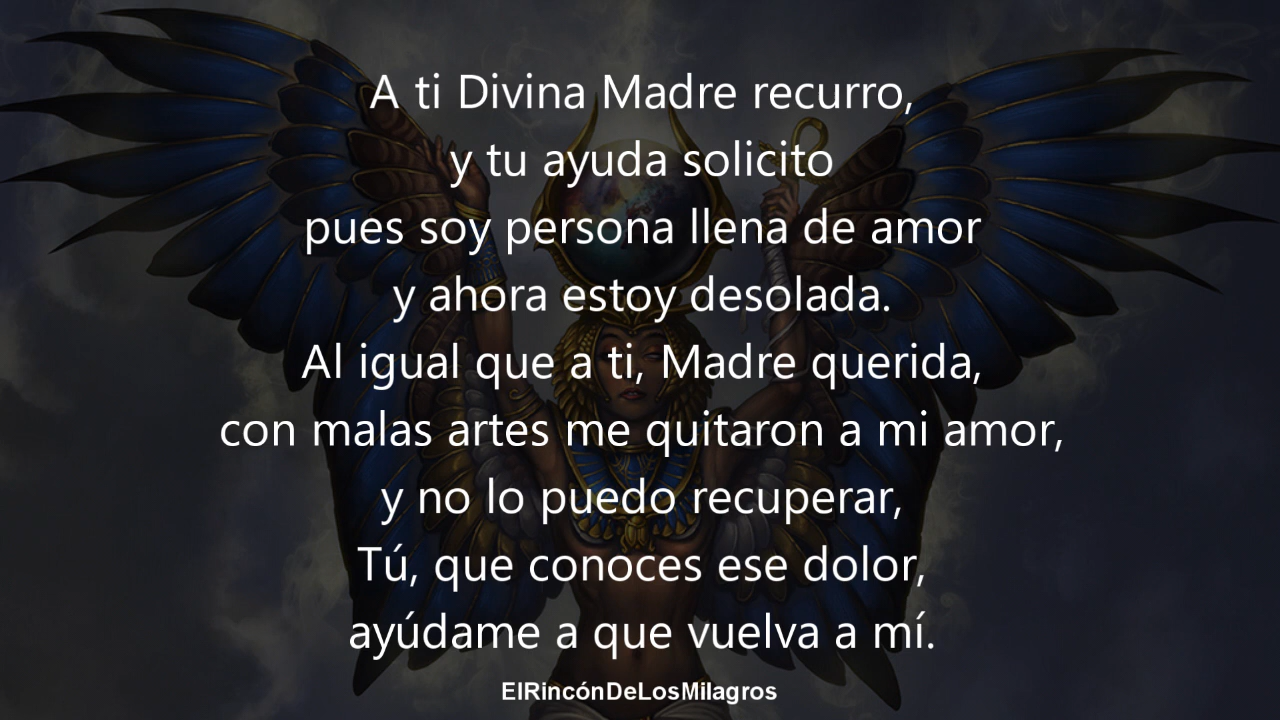 A ti Divina Madre recurro,
y tu ayuda solicito
pues soy persona llena de amor
y ahora estoy desolada.
Al igual que a ti, Madre querida,
con malas artes me quitaron a mi amor,
y no lo puedo recuperar,
Tú, que conoces ese dolor,
ayúdame a que vuelva a mí.
ElRincónDeLosMilagros